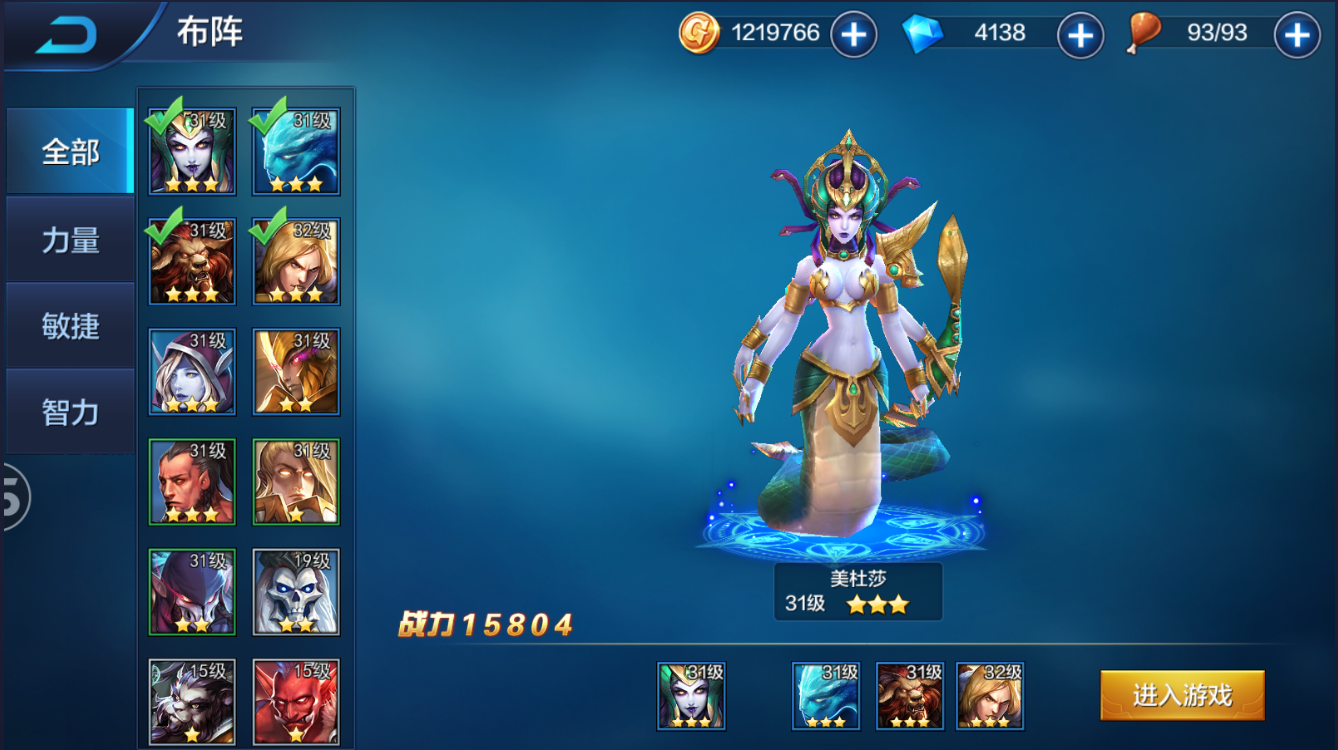 布阵
1219766
4138
93/93
全部
力量
敏捷
智力
31级 31级
31级 32级
31级 31级
31级 31级
31级 19级
15级 15级
美杜莎
31级
战力15804
31级 31级 31级 32级
进入游戏